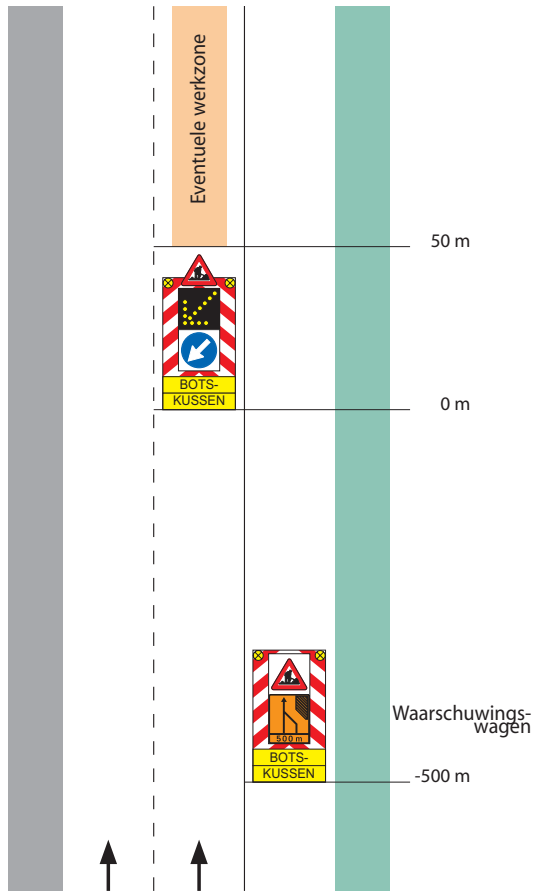 Eventuele werkzone
50 m
BOTS-
KUSSEN
0 m
Waarschuwings-
wagen
500 m
BOTS-
KUSSEN
-500 m